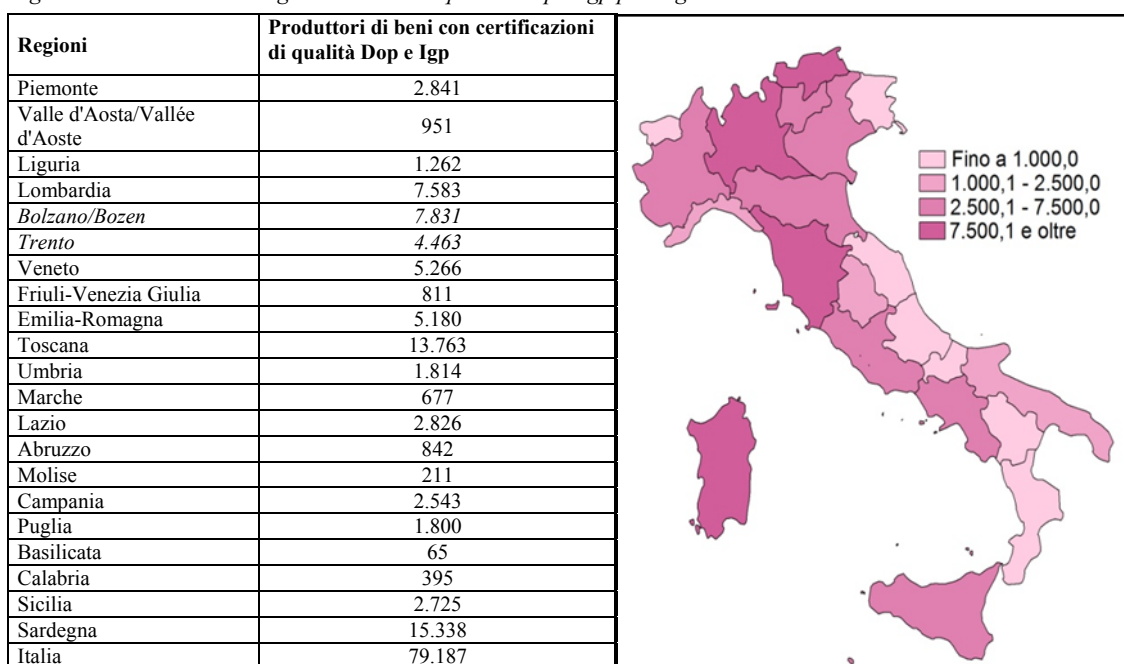 Regioni Produttori di beni con certificazioni
di qualità Dop e Igp
Piemonte 2.841
Valle d'Aosta/Vallée
d'Aoste 951
Liguria 1.262
Lombardia 7.583
Bolzano/Bozen 7.831
Trento 4.463
Veneto 5.266
Friuli-Venezia Giulia 811
Emilia-Romagna 5.180
Toscana 13.763
Umbria 1.814
Marche 677
Lazio 2.826
Abruzzo 842
Molise 211
Campania 2.543
Puglia 1.800
Basilicata 65
Calabria 395
Sicilia 2.725
Sardegna 15.338
Italia 79.187
Fino a 1.000,0
1.000,1 - 2.500,0
2.500,1 - 7.500,0
7.500,1 e oltre